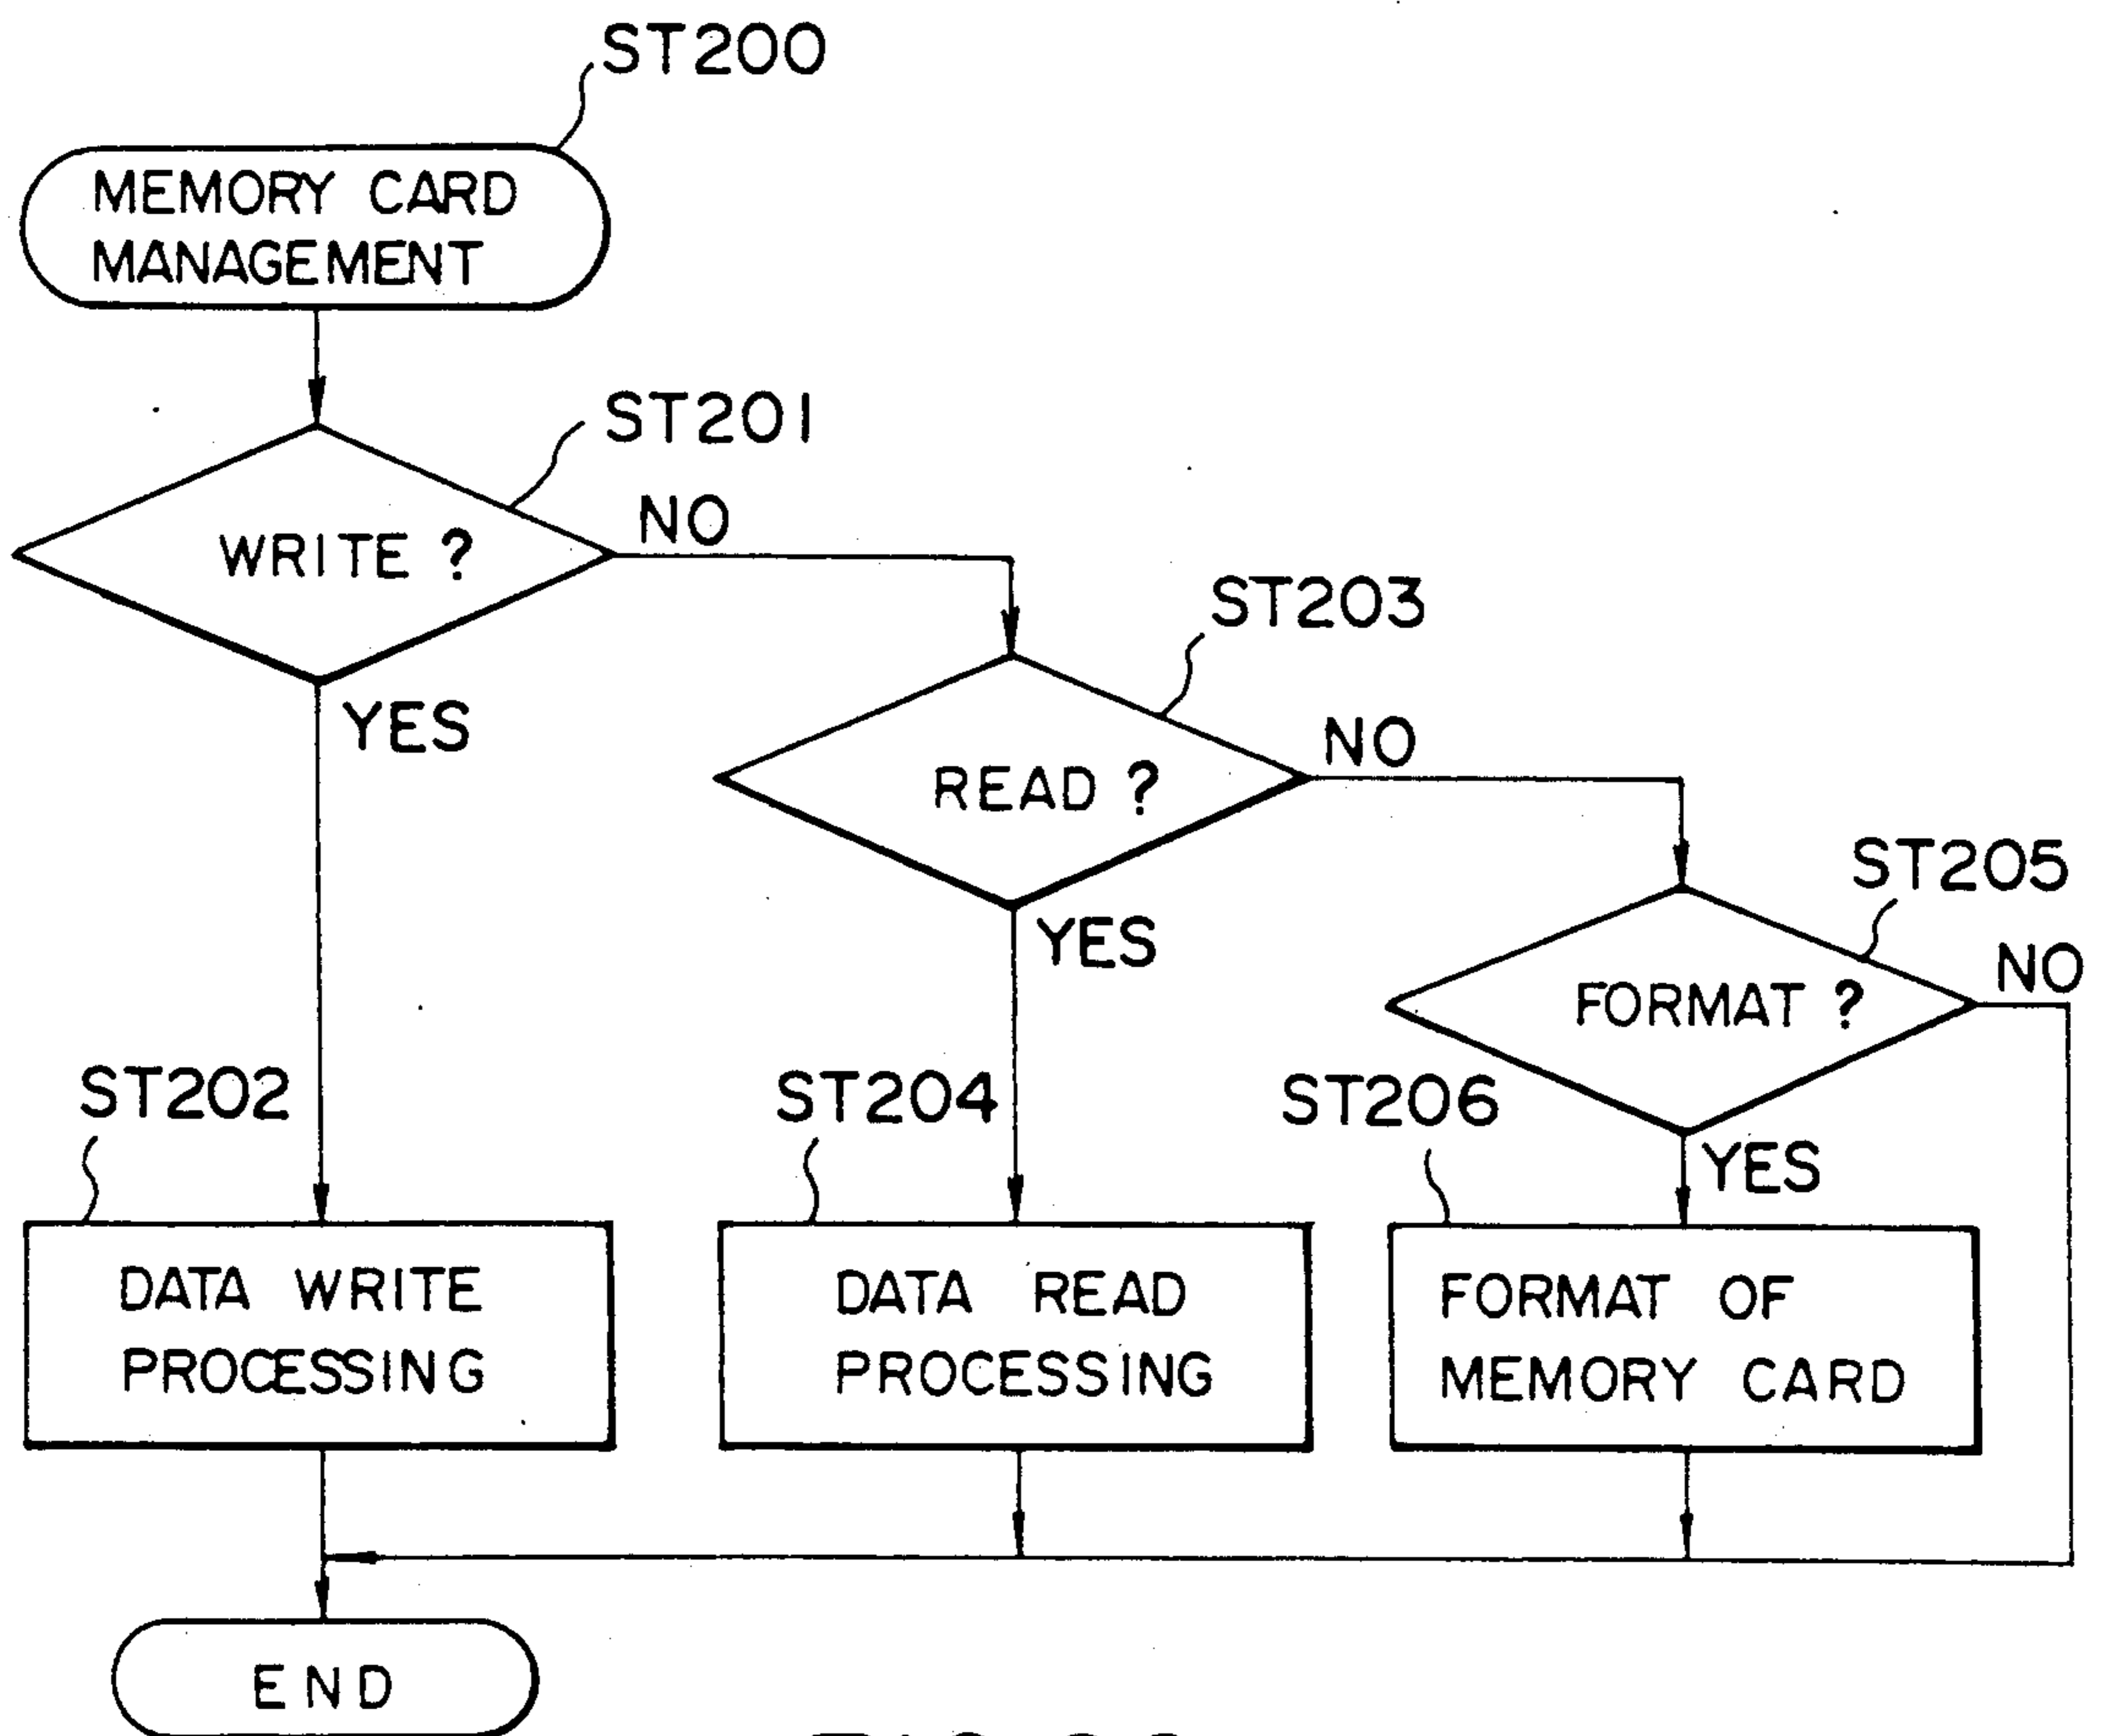 ST200
MEMORY CARD
MANAGEMENT
ST201
WRITE ?
NO
YES
ST203
READ ?
NO
YES
ST205
FORMAT ?
NO
YES
ST202
ST204
ST206
DATA WRITE
PROCESSING
DATA READ
PROCESSING
FORMAT OF
MEMORY CARD
END